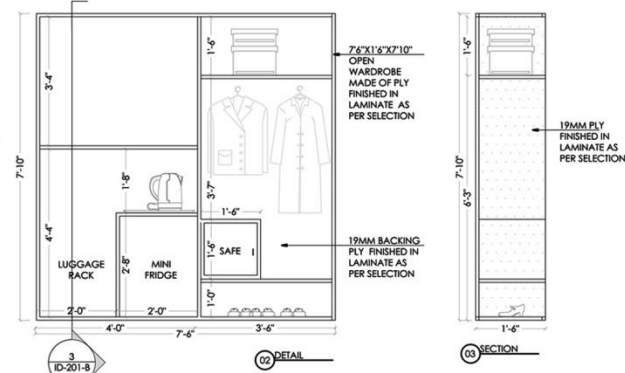 1'-6"
3'-4"
7'-10"
1'-8"
3'-7"
1'-6"
4'-4"
1'-6"
SAFE
LUGGAGE
RACK
2'-8"
MINI
FRIDGE
1'-0"
2'-0"
2'-0"
4'-0"
3'-6"
7'-6"
3
ID-201-B
02 DETAIL
7'6"X1'6"X7'10"
OPEN
WARDROBE
MADE OF PLY
FINISHED IN
LAMINATE AS
PER SELECTION
19MM BACKING
PLY FINISHED IN
LAMINATE AS
PER SELECTION
1'-6"
7'-10"
6'-3"
19MM PLY
FINISHED IN
LAMINATE AS
PER SELECTION
1'-6"
03 SECTION